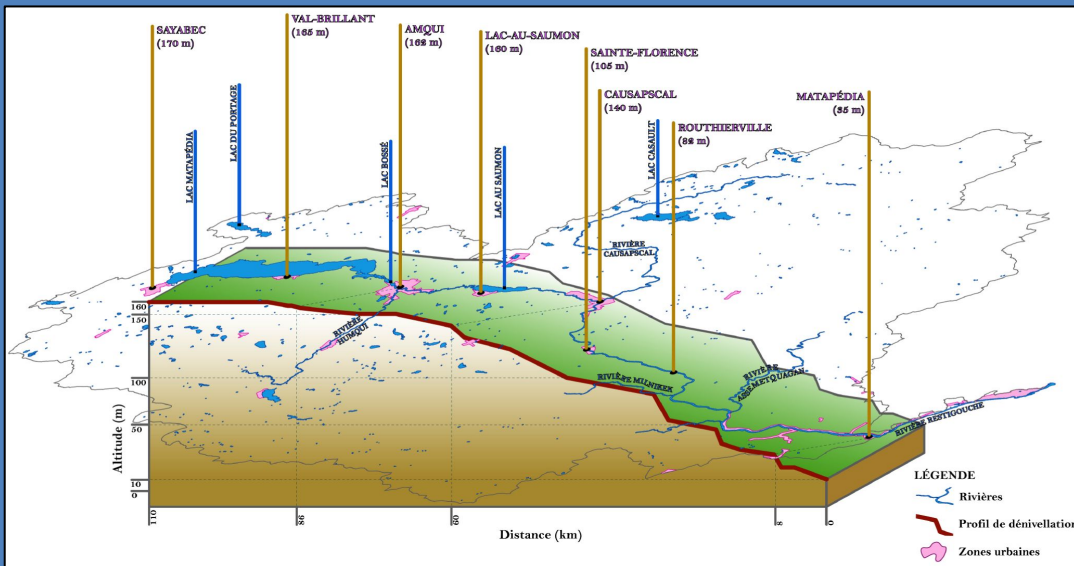 SAYABEC
(170 m)
VAL-BRILLANT
(165 m)
AMQUI
(162 m)
LAC-AU-SAUMON
(160 m)
SAINTE-FLORENCE
(105 m)
CAUSAPSCAL
(140 m)
ROUTHIERVILLE
(82 m)
MATAPÉDIA
(35 m)
LAC MATAPÉDIA
LAC DU PORTAGE
LAC BOSSÉ
LAC AU SAUMON
LAC CASAULT
RIVIÈRE
CAUSAPSCAL
RIVIÈRE
HUMQUI
RIVIÈRE MILNIKEK
RIVIÈRE
ASSEMETQUAGAN
RIVIÈRE RESTIGOUCHE
Altitude (m)
160
150
100
50
10
0
110
86
60
8
0
Distance (km)
LÉGENDE
Rivières
Profil de dénivellation
Zones urbaines